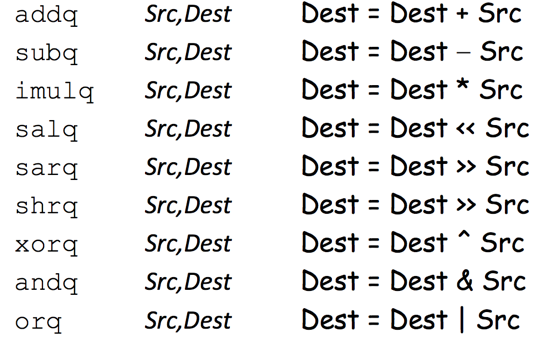 addq Src,Dest Dest = Dest + Src
subq Src,Dest Dest = Dest − Src
imulq Src,Dest Dest = Dest * Src
salq Src,Dest Dest = Dest << Src
sarq Src,Dest Dest = Dest >> Src
shrq Src,Dest Dest = Dest >> Src
xorq Src,Dest Dest = Dest ^ Src
andq Src,Dest Dest = Dest & Src
orq Src,Dest Dest = Dest | Src